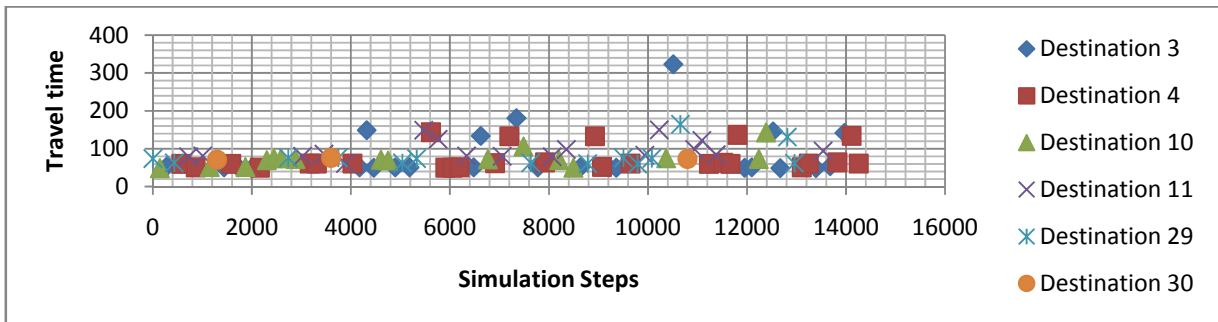 Travel time
400
300
200
100
0
0 2000 4000 6000 8000 10000 12000 14000 16000
Simulation Steps
Destination 3
Destination 4
Destination 10
Destination 11
Destination 29
Destination 30